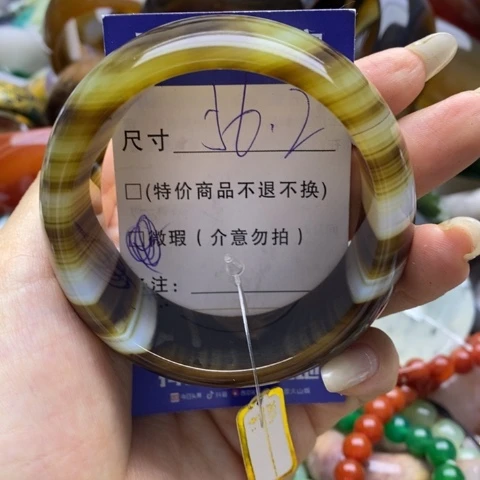 尺寸 56.2
□(特价商品不退不换)
□微瑕(介意勿拍)
注: